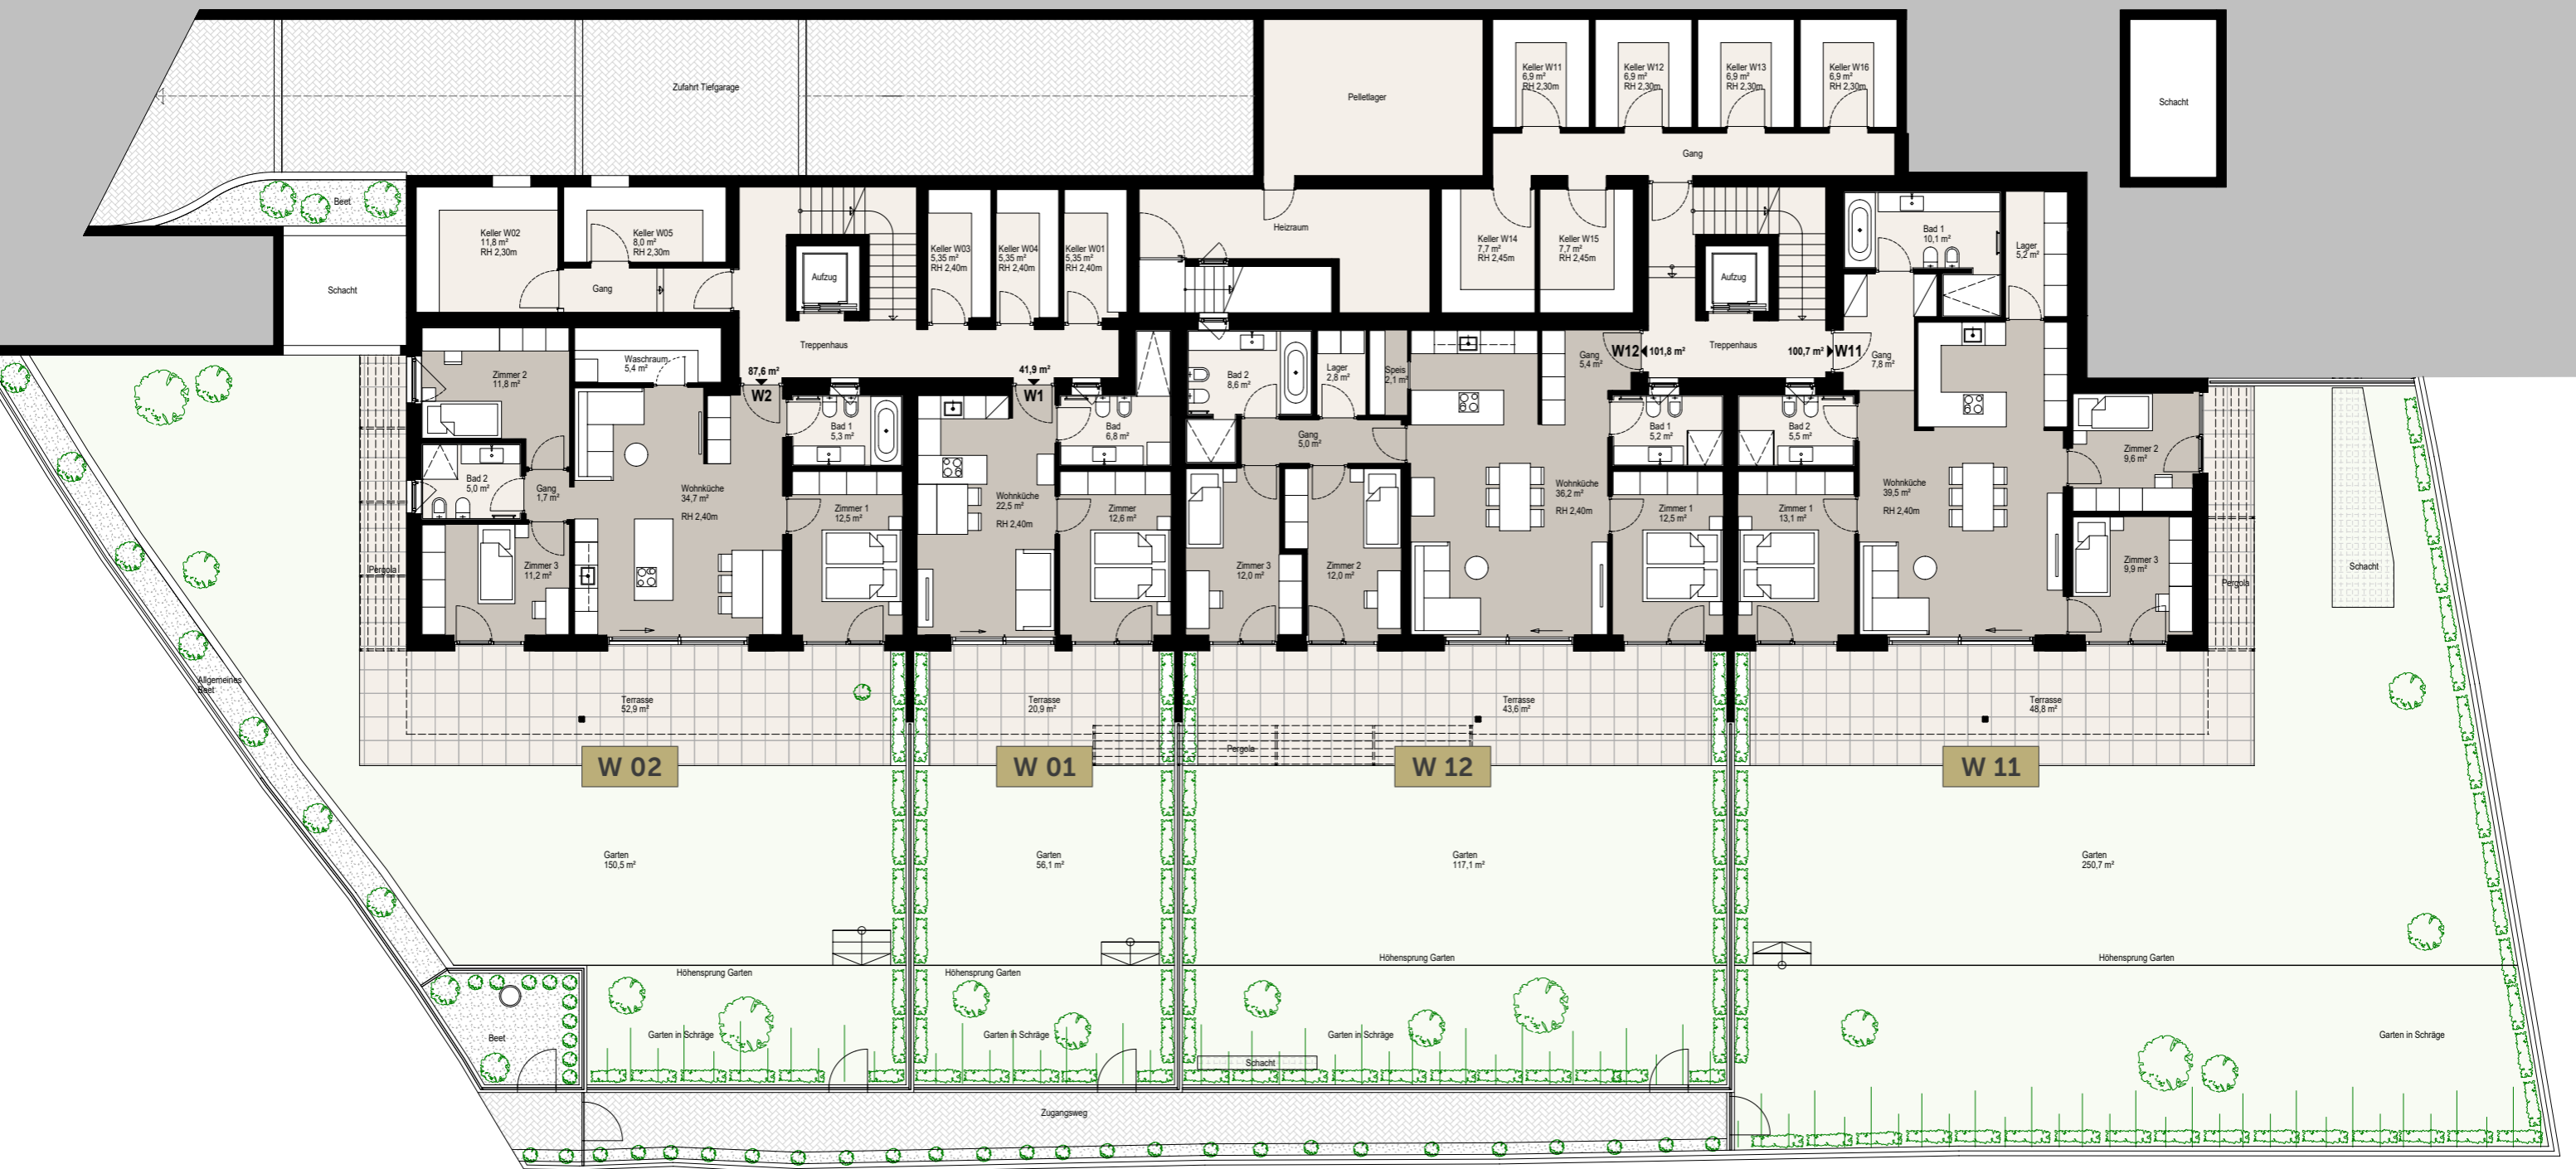 Zufahrt Tiefgarage
Pelletlager
Keller W11
6,9 m²
RH 2,30m
Keller W12
6,9 m²
RH 2,30m
Keller W13
6,9 m²
RH 2,30m
Keller W16
6,9 m²
RH 2,30m
Schacht
Gang
Beet
Keller W02
11,8 m²
RH 2,30m
Keller W05
8,0 m²
RH 2,30m
Gang
Schacht
Aufzug
Keller W03
5,35 m²
RH 2,40m
Keller W04
5,35 m²
RH 2,40m
Keller W01
5,35 m²
RH 2,40m
Heizraum
Keller W14
7,7 m²
RH 2,45m
Keller W15
7,7 m²
RH 2,45m
Aufzug
Bad 1
10,1 m²
Lager
5,2 m²
Treppenhaus
Treppenhaus
Zimmer 2
11,8 m²
Waschraum
5,4 m²
87,6 m²
W2
41,9 m²
W1
Bad 2
8,6 m²
Lager
2,8 m²
Speis
2,1 m²
Gang
5,4 m²
W12
101,8 m²
100,7 m²
W11
Gang
7,8 m²
Bad 2
5,0 m²
Gang
1,7 m²
Wohnküche
34,7 m²
RH 2,40m
Bad 1
5,3 m²
Zimmer 1
12,5 m²
Wohnküche
22,5 m²
RH 2,40m
Bad
6,8 m²
Zimmer
12,6 m²
Gang
5,0 m²
Wohnküche
36,2 m²
RH 2,40m
Bad 1
5,2 m²
Zimmer 1
12,5 m²
Bad 2
5,5 m²
Zimmer 1
13,1 m²
Wohnküche
39,5 m²
RH 2,40m
Zimmer 2
9,6 m²
Pergola
Zimmer 3
11,2 m²
Zimmer 3
12,0 m²
Zimmer 2
12,0 m²
Zimmer 3
9,9 m²
Pergola
Schacht
Allgemeines
Beet
Terrasse
52,9 m²
Terrasse
20,9 m²
Terrasse
43,6 m²
Terrasse
48,8 m²
Pergola
W 02
W 01
W 12
W 11
Garten
150,5 m²
Garten
56,1 m²
Garten
117,1 m²
Garten
250,7 m²
Höhensprung Garten
Höhensprung Garten
Höhensprung Garten
Höhensprung Garten
Beet
Garten in Schräge
Garten in Schräge
Garten in Schräge
Garten in Schräge
Schacht
Zugangsweg